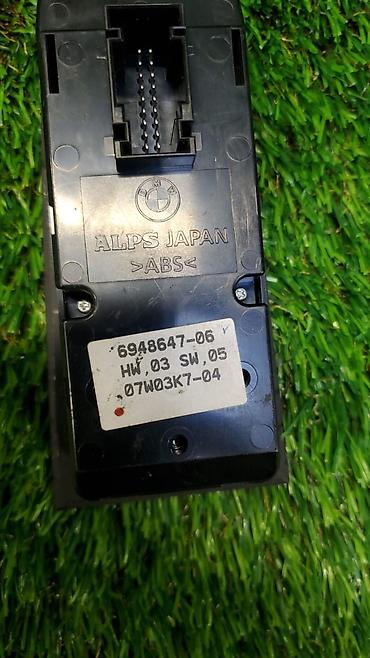 BMW
ALPS JAPAN
>ABS<
6948647-06 Y
HW.03 SW.05
07W03K7-04